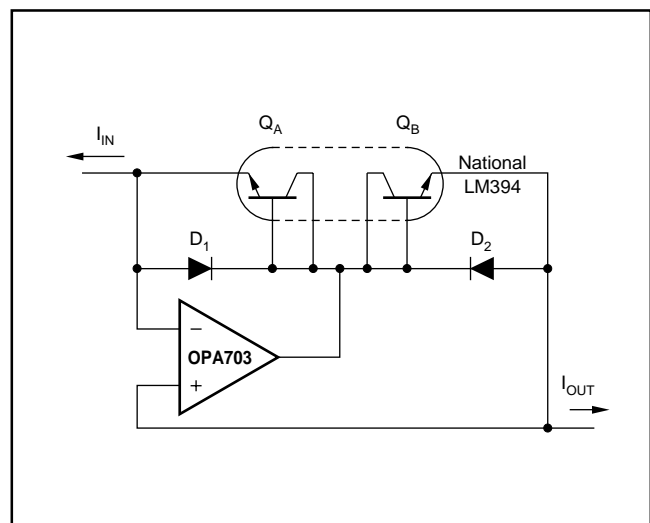 Q_A Q_B
I_IN
National
LM394
D_1 D_2
−
OPA703
+
I_OUT